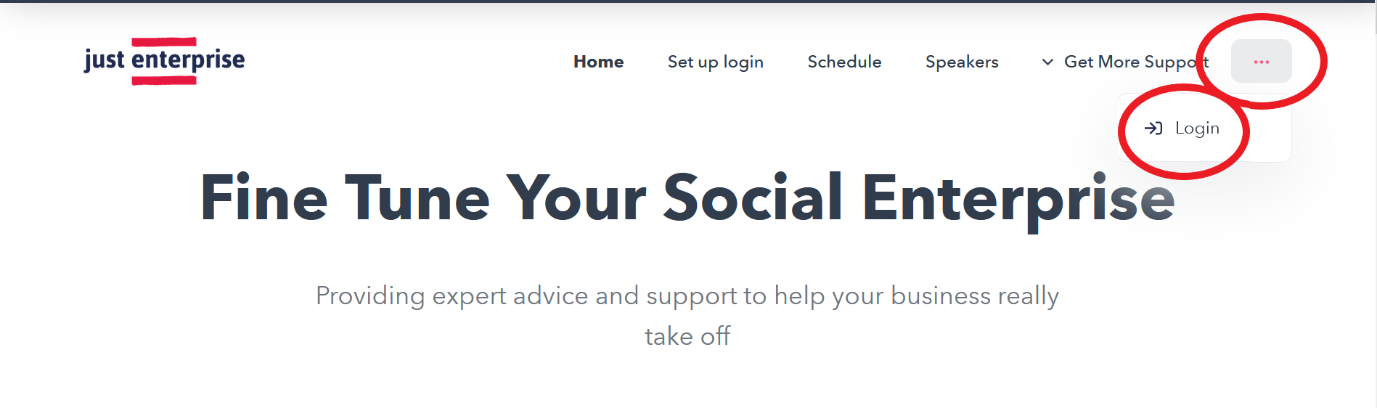 just enterprise
Home Set up login Schedule Speakers Get More Support ...
Login
Fine Tune Your Social Enterprise
Providing expert advice and support to help your business really
take off